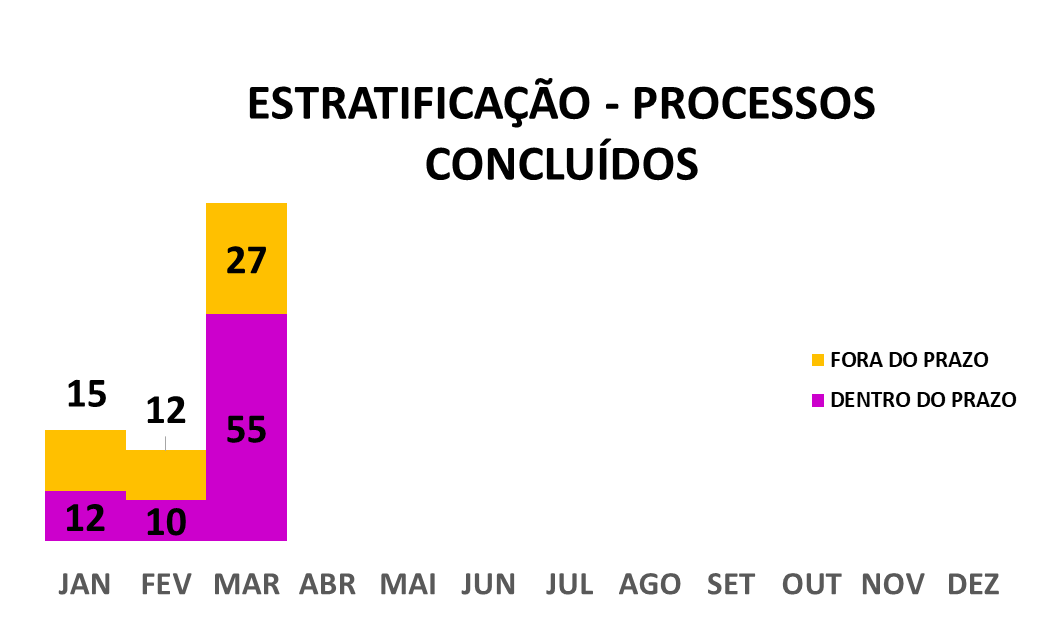 ESTRATIFICAÇÃO - PROCESSOS
CONCLUÍDOS
27
15
12
55
12
10
FORA DO PRAZO
DENTRO DO PRAZO
JAN FEV MAR ABR MAI JUN JUL AGO SET OUT NOV DEZ